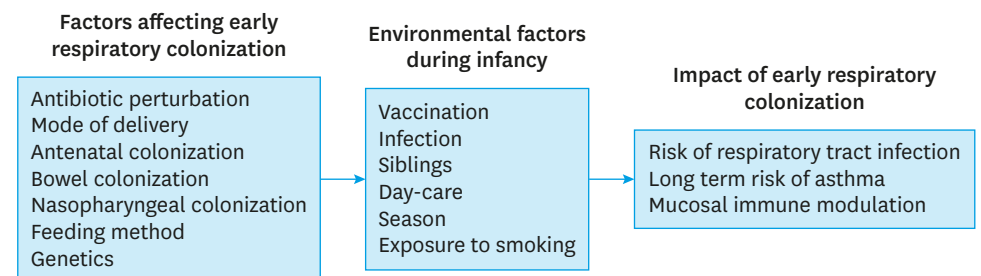 Factors affecting early
respiratory colonization
Antibiotic perturbation
Mode of delivery
Antenatal colonization
Bowel colonization
Nasopharyngeal colonization
Feeding method
Genetics
Environmental factors
during infancy
Vaccination
Infection
Siblings
Day-care
Season
Exposure to smoking
Impact of early respiratory
colonization
Risk of respiratory tract infection
Long term risk of asthma
Mucosal immune modulation